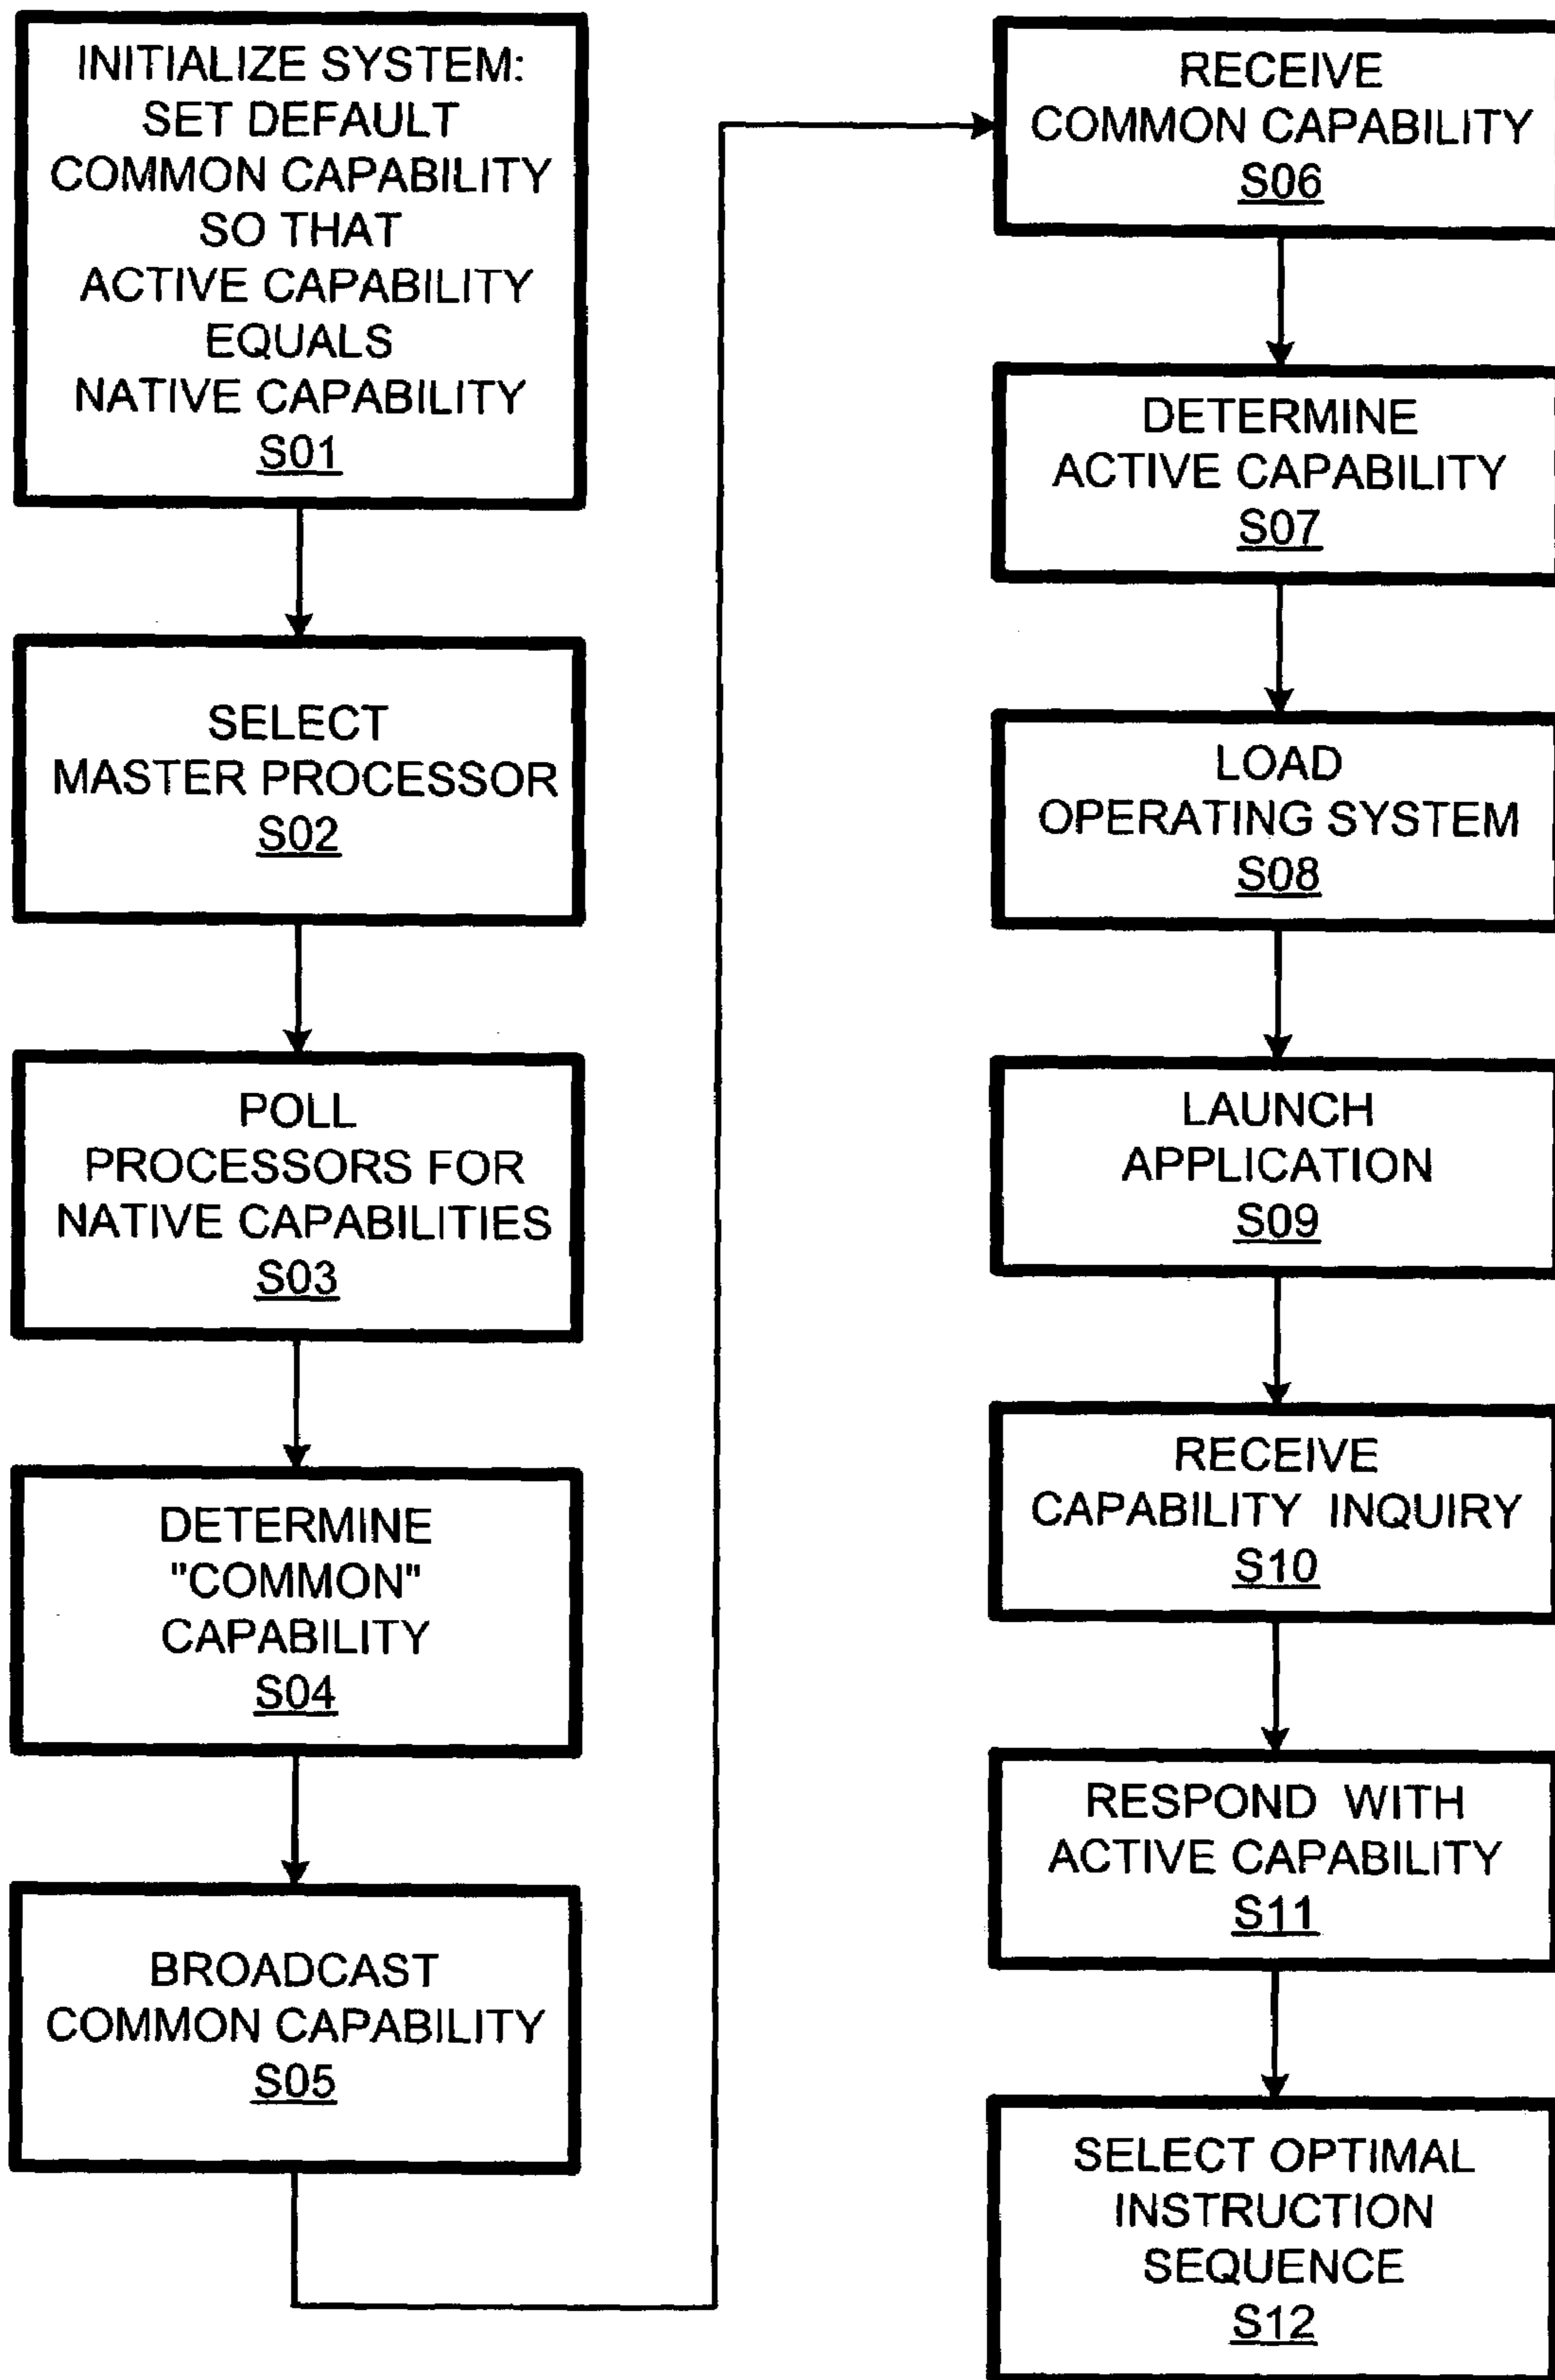 INITIALIZE SYSTEM:
SET DEFAULT
COMMON CAPABILITY
SO THAT
ACTIVE CAPABILITY
EQUALS
NATIVE CAPABILITY
S01
SELECT
MASTER PROCESSOR
S02
POLL
PROCESSORS FOR
NATIVE CAPABILITIES
S03
DETERMINE
"COMMON"
CAPABILITY
S04
BROADCAST
COMMON CAPABILITY
S05
RECEIVE
COMMON CAPABILITY
S06
DETERMINE
ACTIVE CAPABILITY
S07
LOAD
OPERATING SYSTEM
S08
LAUNCH
APPLICATION
S09
RECEIVE
CAPABILITY INQUIRY
S10
RESPOND WITH
ACTIVE CAPABILITY
S11
SELECT OPTIMAL
INSTRUCTION
SEQUENCE
S12